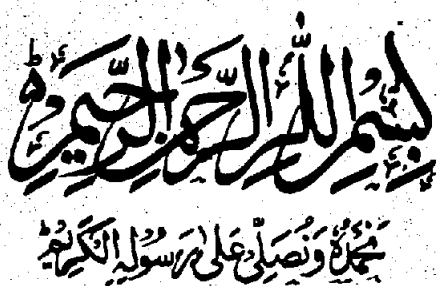 بِسْمِ اللّٰهِ الرَّحْمٰنِ الرَّحِيْمِ
نَحْمَدُهٗ وَنُصَلِّیْ عَلٰی رَسُوْلِهِ الْكَرِيْمِ